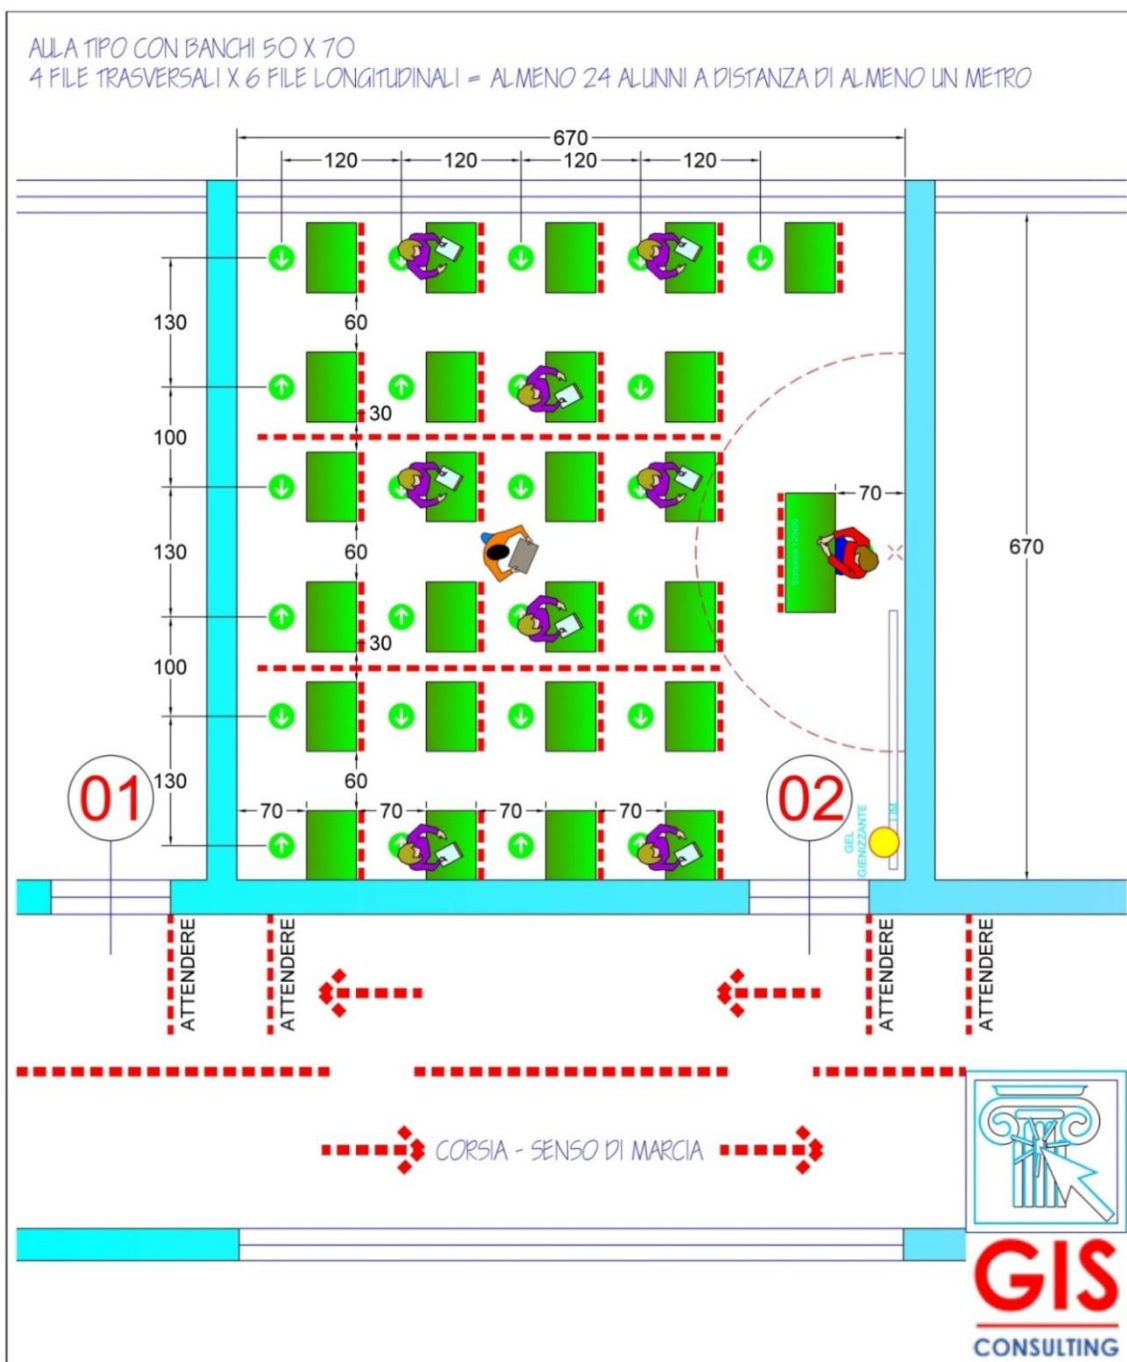 AULA TIPO CON BANCHI 50 X 70
4 FILE TRASVERSALI X 6 FILE LONGITUDINALI = ALMENO 24 ALUNNI A DISTANZA DI ALMENO UN METRO
670
120 120 120 120
130
60
30
100
70
130
60
670
30
100
130
60
01
70 70 70 70
02
GEL
GIENIZZANTE
LIM
ATTENDERE
ATTENDERE
ATTENDERE
ATTENDERE
CORSIA - SENSO DI MARCIA
GIS
CONSULTING